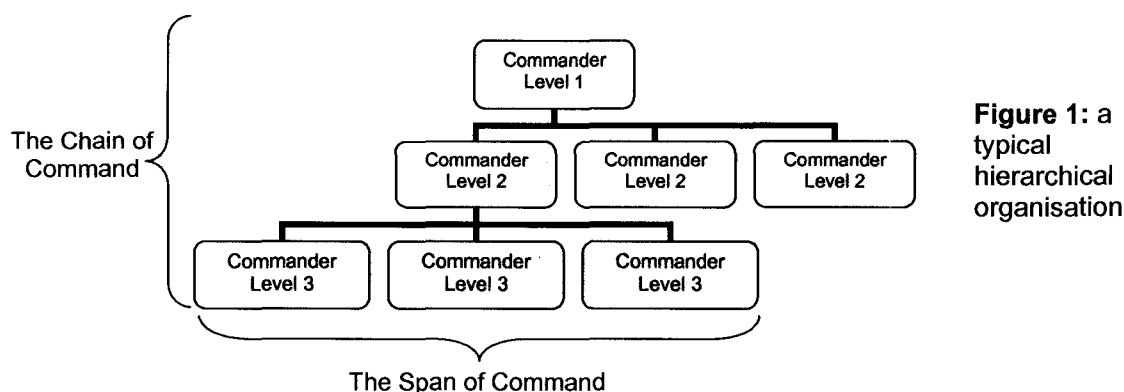 Commander
Level 1
The Chain of
Command
Commander
Level 2
Commander
Level 2
Commander
Level 2
Commander
Level 3
Commander
Level 3
Commander
Level 3
The Span of Command
Figure 1: a
typical
hierarchical
organisation